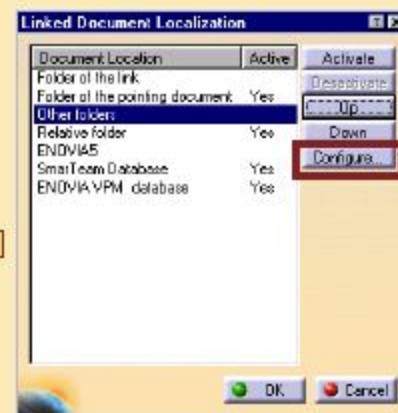 Linked Document Localization
Document Location Active
Folder of the link
Folder of the pointing document Yes
Other folders
Relative folder Yes
ENOVIA5
SmarTeam Database Yes
ENOVIA VPM database Yes
Activate
Desactivate
Up
Down
Configure...
OK Cancel